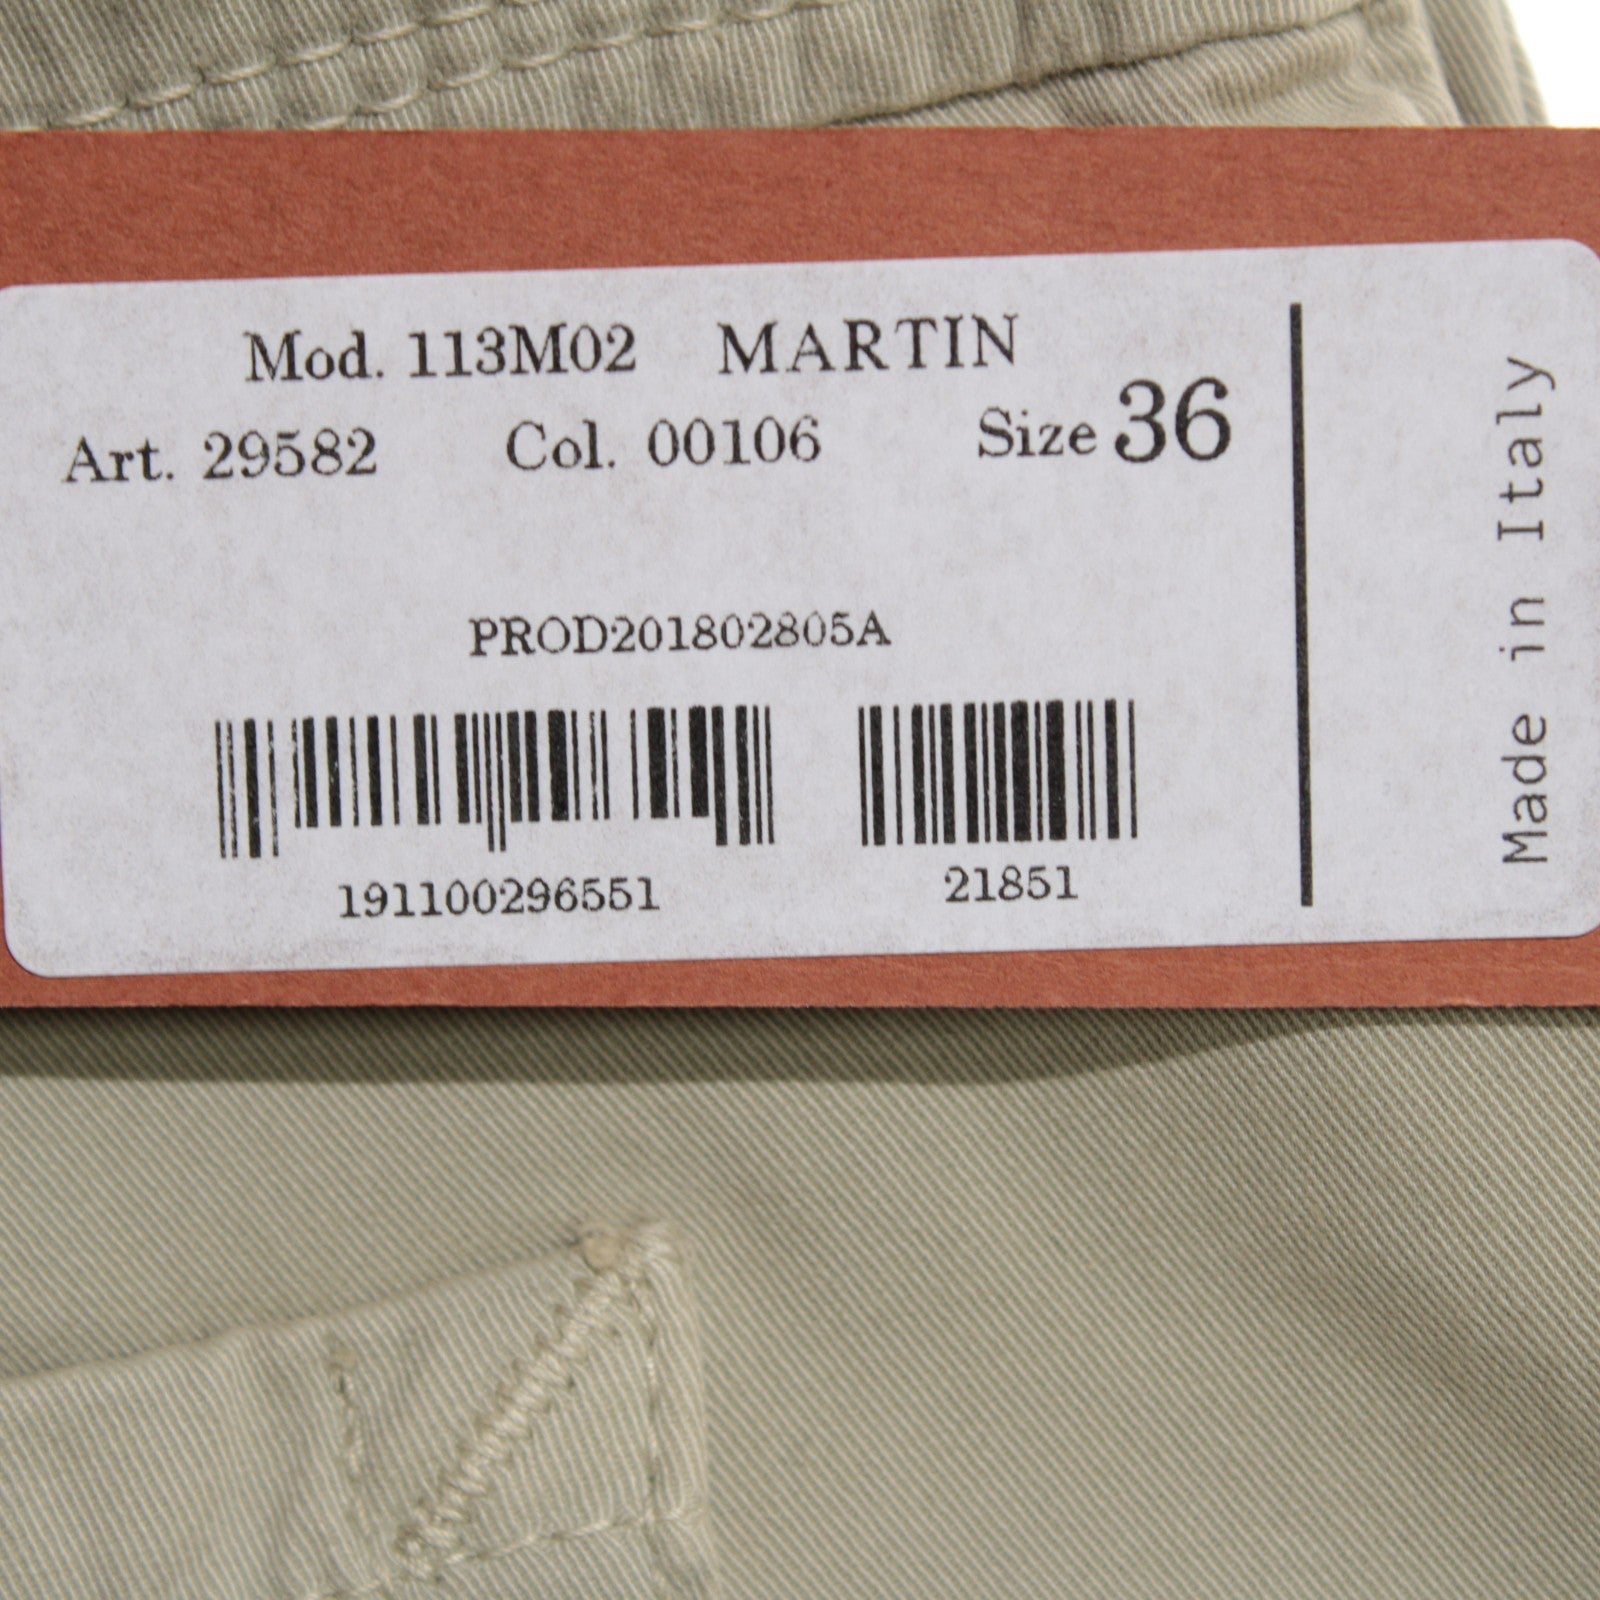 Mod. 113M02 MARTIN
Art. 29582 Col. 00106 Size 36
PROD201802805A
191100296551 21851
Made in Italy